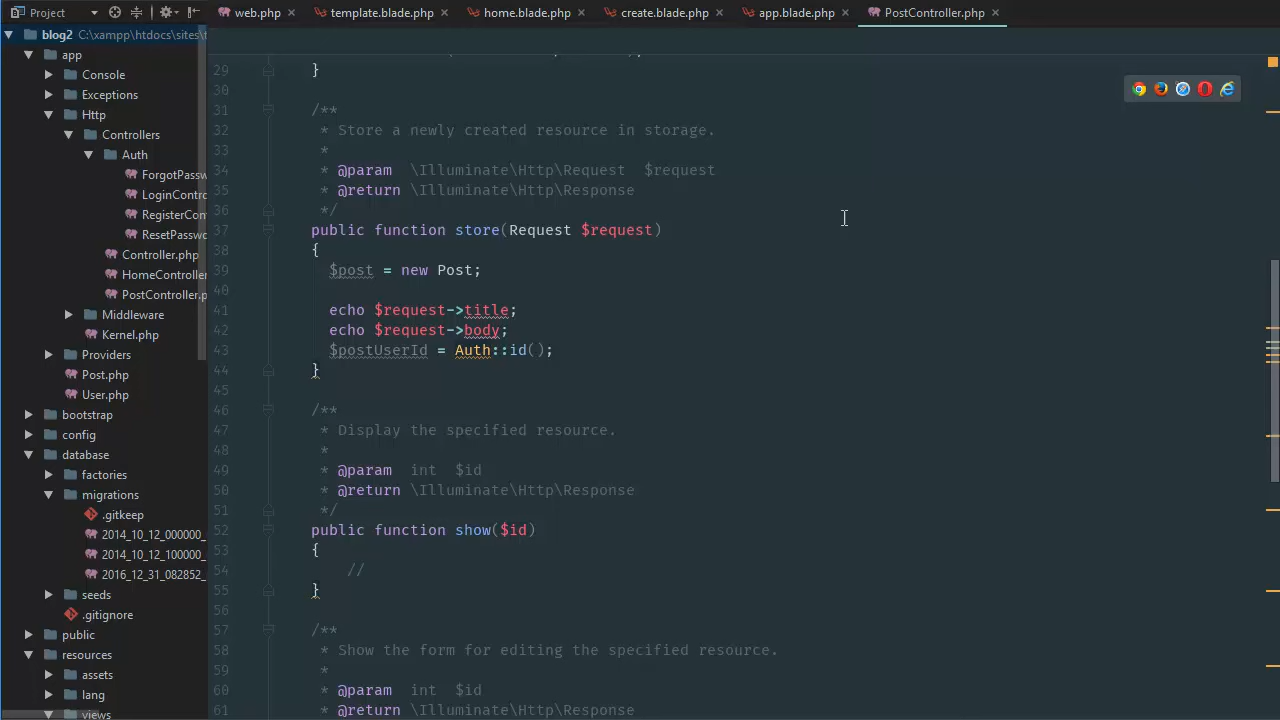 Project
web.php
template.blade.php
home.blade.php
create.blade.php
app.blade.php
PostController.php
blog2 C:\xampp\htdocs\sites\
app
Console
Exceptions
Http
Controllers
Auth
ForgotPassw
LoginContro
RegisterCon
ResetPasswo
Controller.php
HomeController
PostController.p
Middleware
Kernel.php
Providers
Post.php
User.php
bootstrap
config
database
factories
migrations
.gitkeep
2014_10_12_000000_
2014_10_12_100000_
2016_12_31_082852_
seeds
.gitignore
public
resources
assets
lang
views
29 }
30
31 /**
32 * Store a newly created resource in storage.
33 *
34 * @param \Illuminate\Http\Request $request
35 * @return \Illuminate\Http\Response
36 */
37 public function store(Request $request)
38 {
39 $post = new Post;
40
41 echo $request->title;
42 echo $request->body;
43 $postUserId = Auth::id();
44 }
45
46 /**
47 * Display the specified resource.
48 *
49 * @param int $id
50 * @return \Illuminate\Http\Response
51 */
52 public function show($id)
53 {
54 //
55 }
56
57 /**
58 * Show the form for editing the specified resource.
59 *
60 * @param int $id
61 * @return \Illuminate\Http\Response